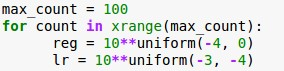 max_count = 100
for count in xrange(max_count):
      reg = 10**uniform(-4, 0)
      lr = 10**uniform(-3, -4)